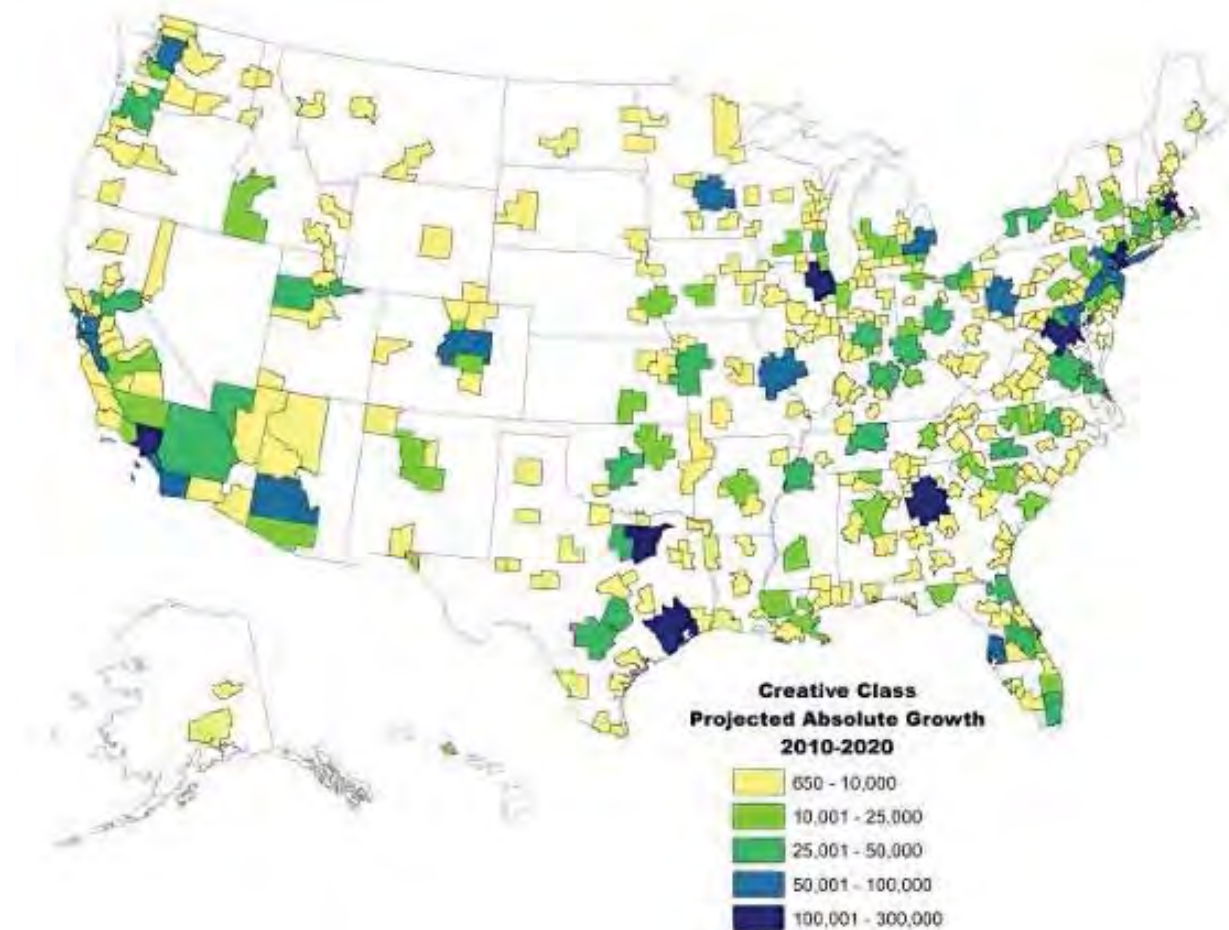 Creative Class
Projected Absolute Growth
2010-2020
650 - 10,000
10,001 - 25,000
25,001 - 50,000
50,001 - 100,000
100,001 - 300,000